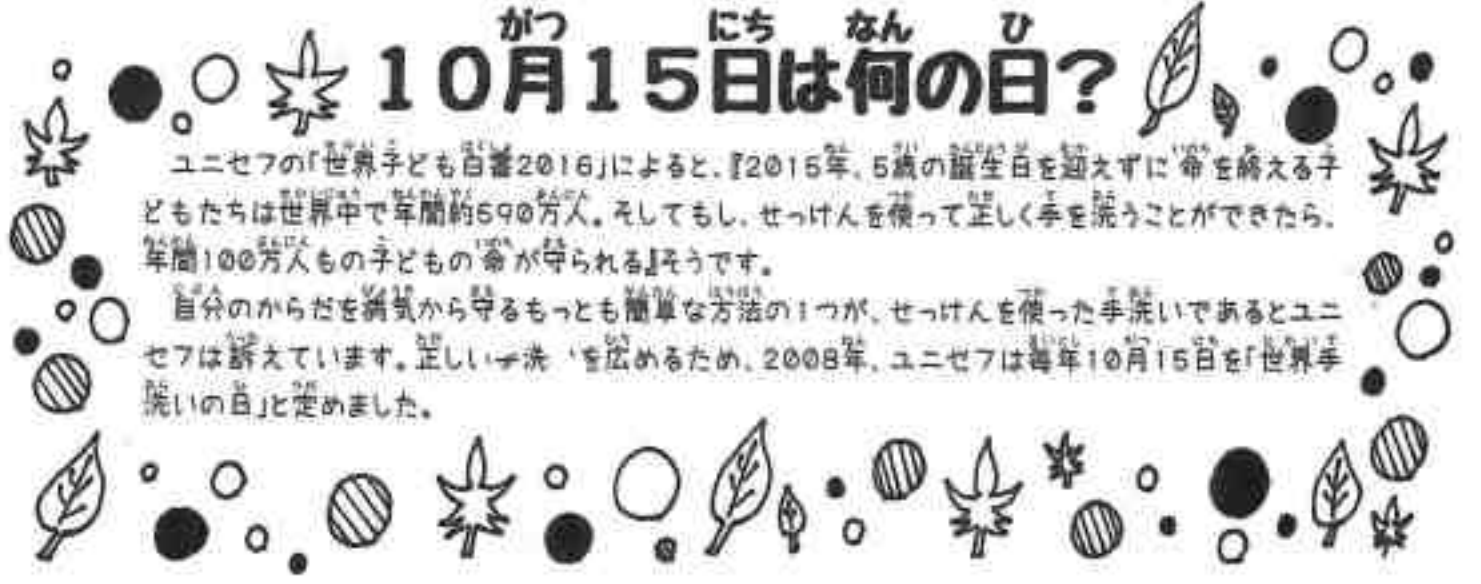 10月15日は何の日?
ユニセフの「世界子ども白書2016」によると、『2015年、5歳の誕生日を迎えずに命を終える子
どもたちは世界中で年間約590万人。そしてもし、せっけんを使って正しく手を洗うことができたら、
年間100万人もの子どもの命が守られる』そうです。
自分のからだを病気から守るもっとも簡単な方法の1つが、せっけんを使った手洗いであるとユニ
セフは訴えています。正しい手洗いを広めるため、2008年、ユニセフは毎年10月15日を「世界手
洗いの日」と定めました。